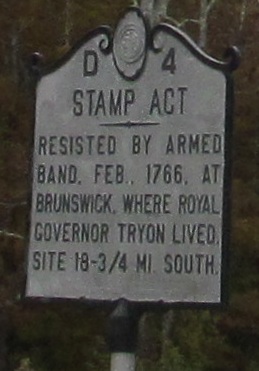 D 4
STAMP ACT
RESISTED BY ARMED
BAND, FEB., 1766, AT
BRUNSWICK, WHERE ROYAL
GOVERNOR TRYON LIVED.
SITE 18-3/4 MI. SOUTH.